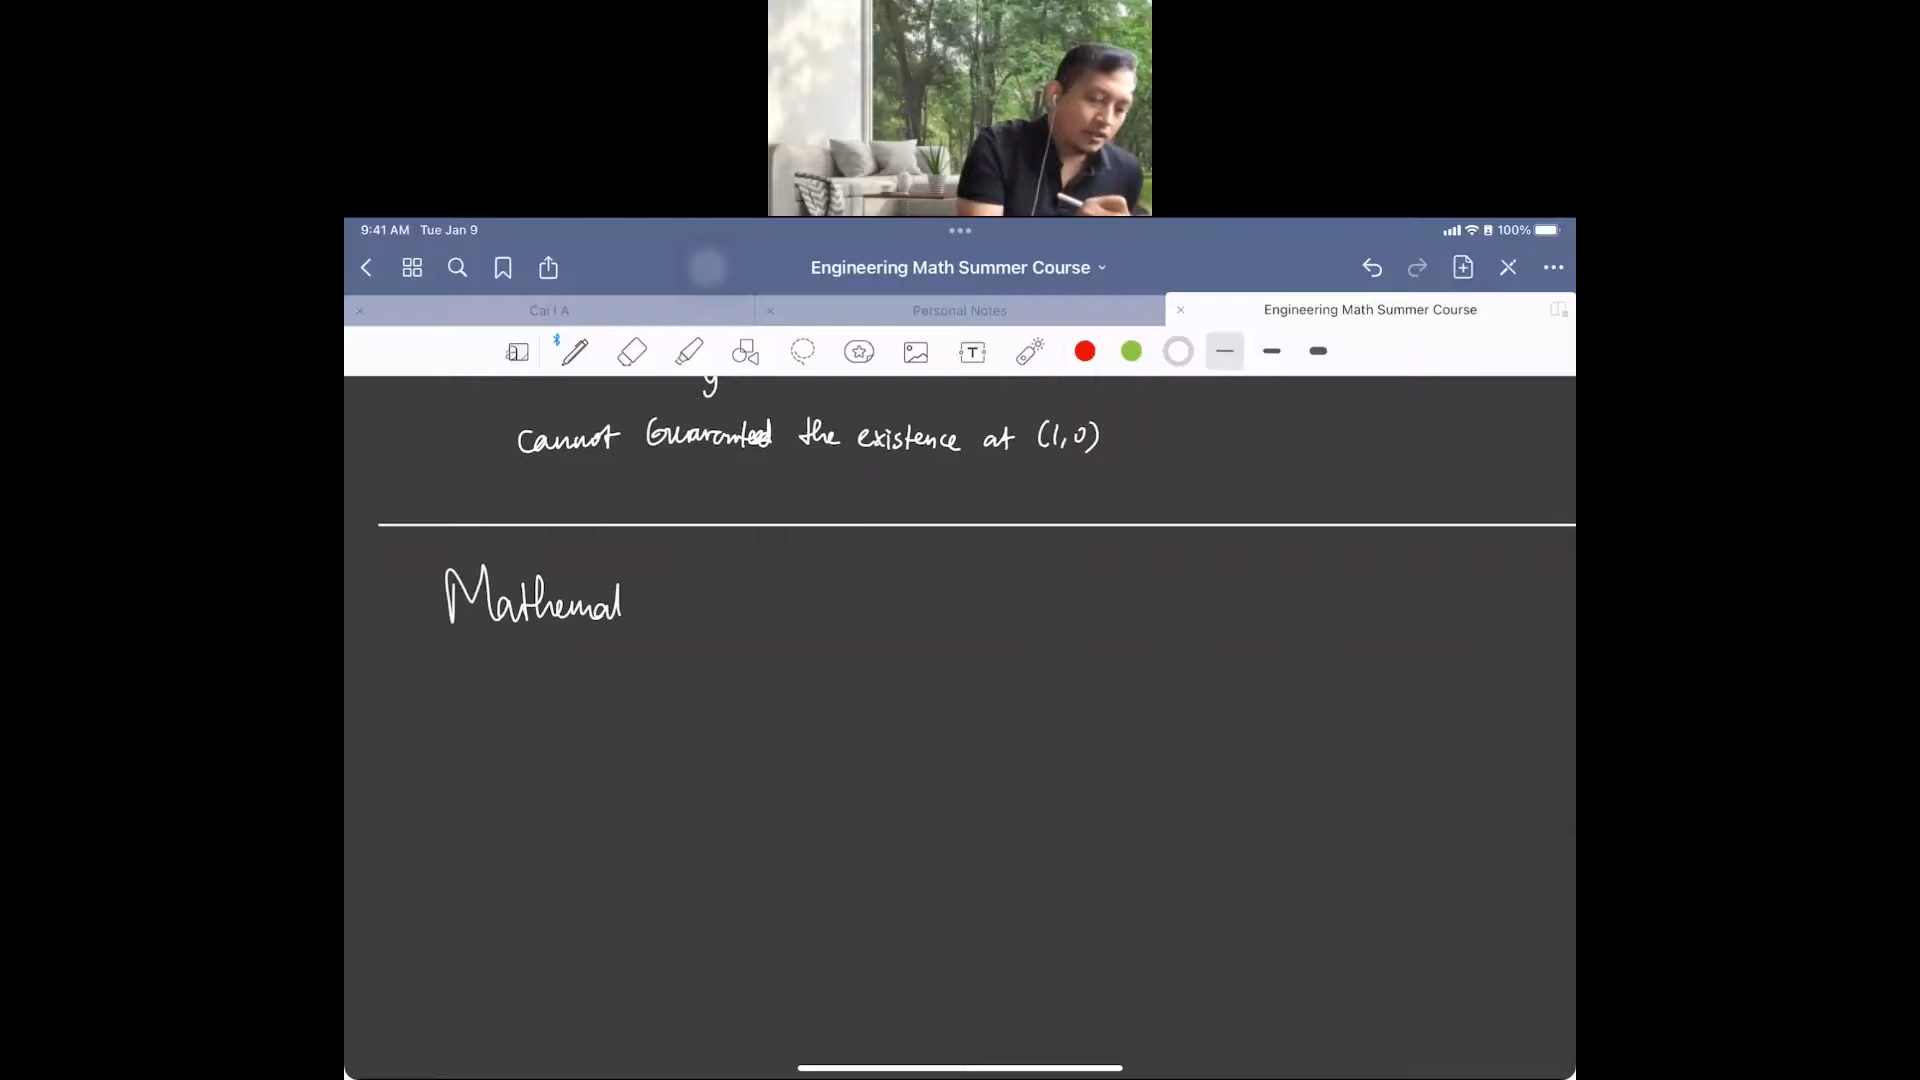 9:41 AM Tue Jan 9
100%
Engineering Math Summer Course
Cal I A
Personal Notes
Engineering Math Summer Course
y
Cannot Guaranteed the existence at (1,0)
Mathemat